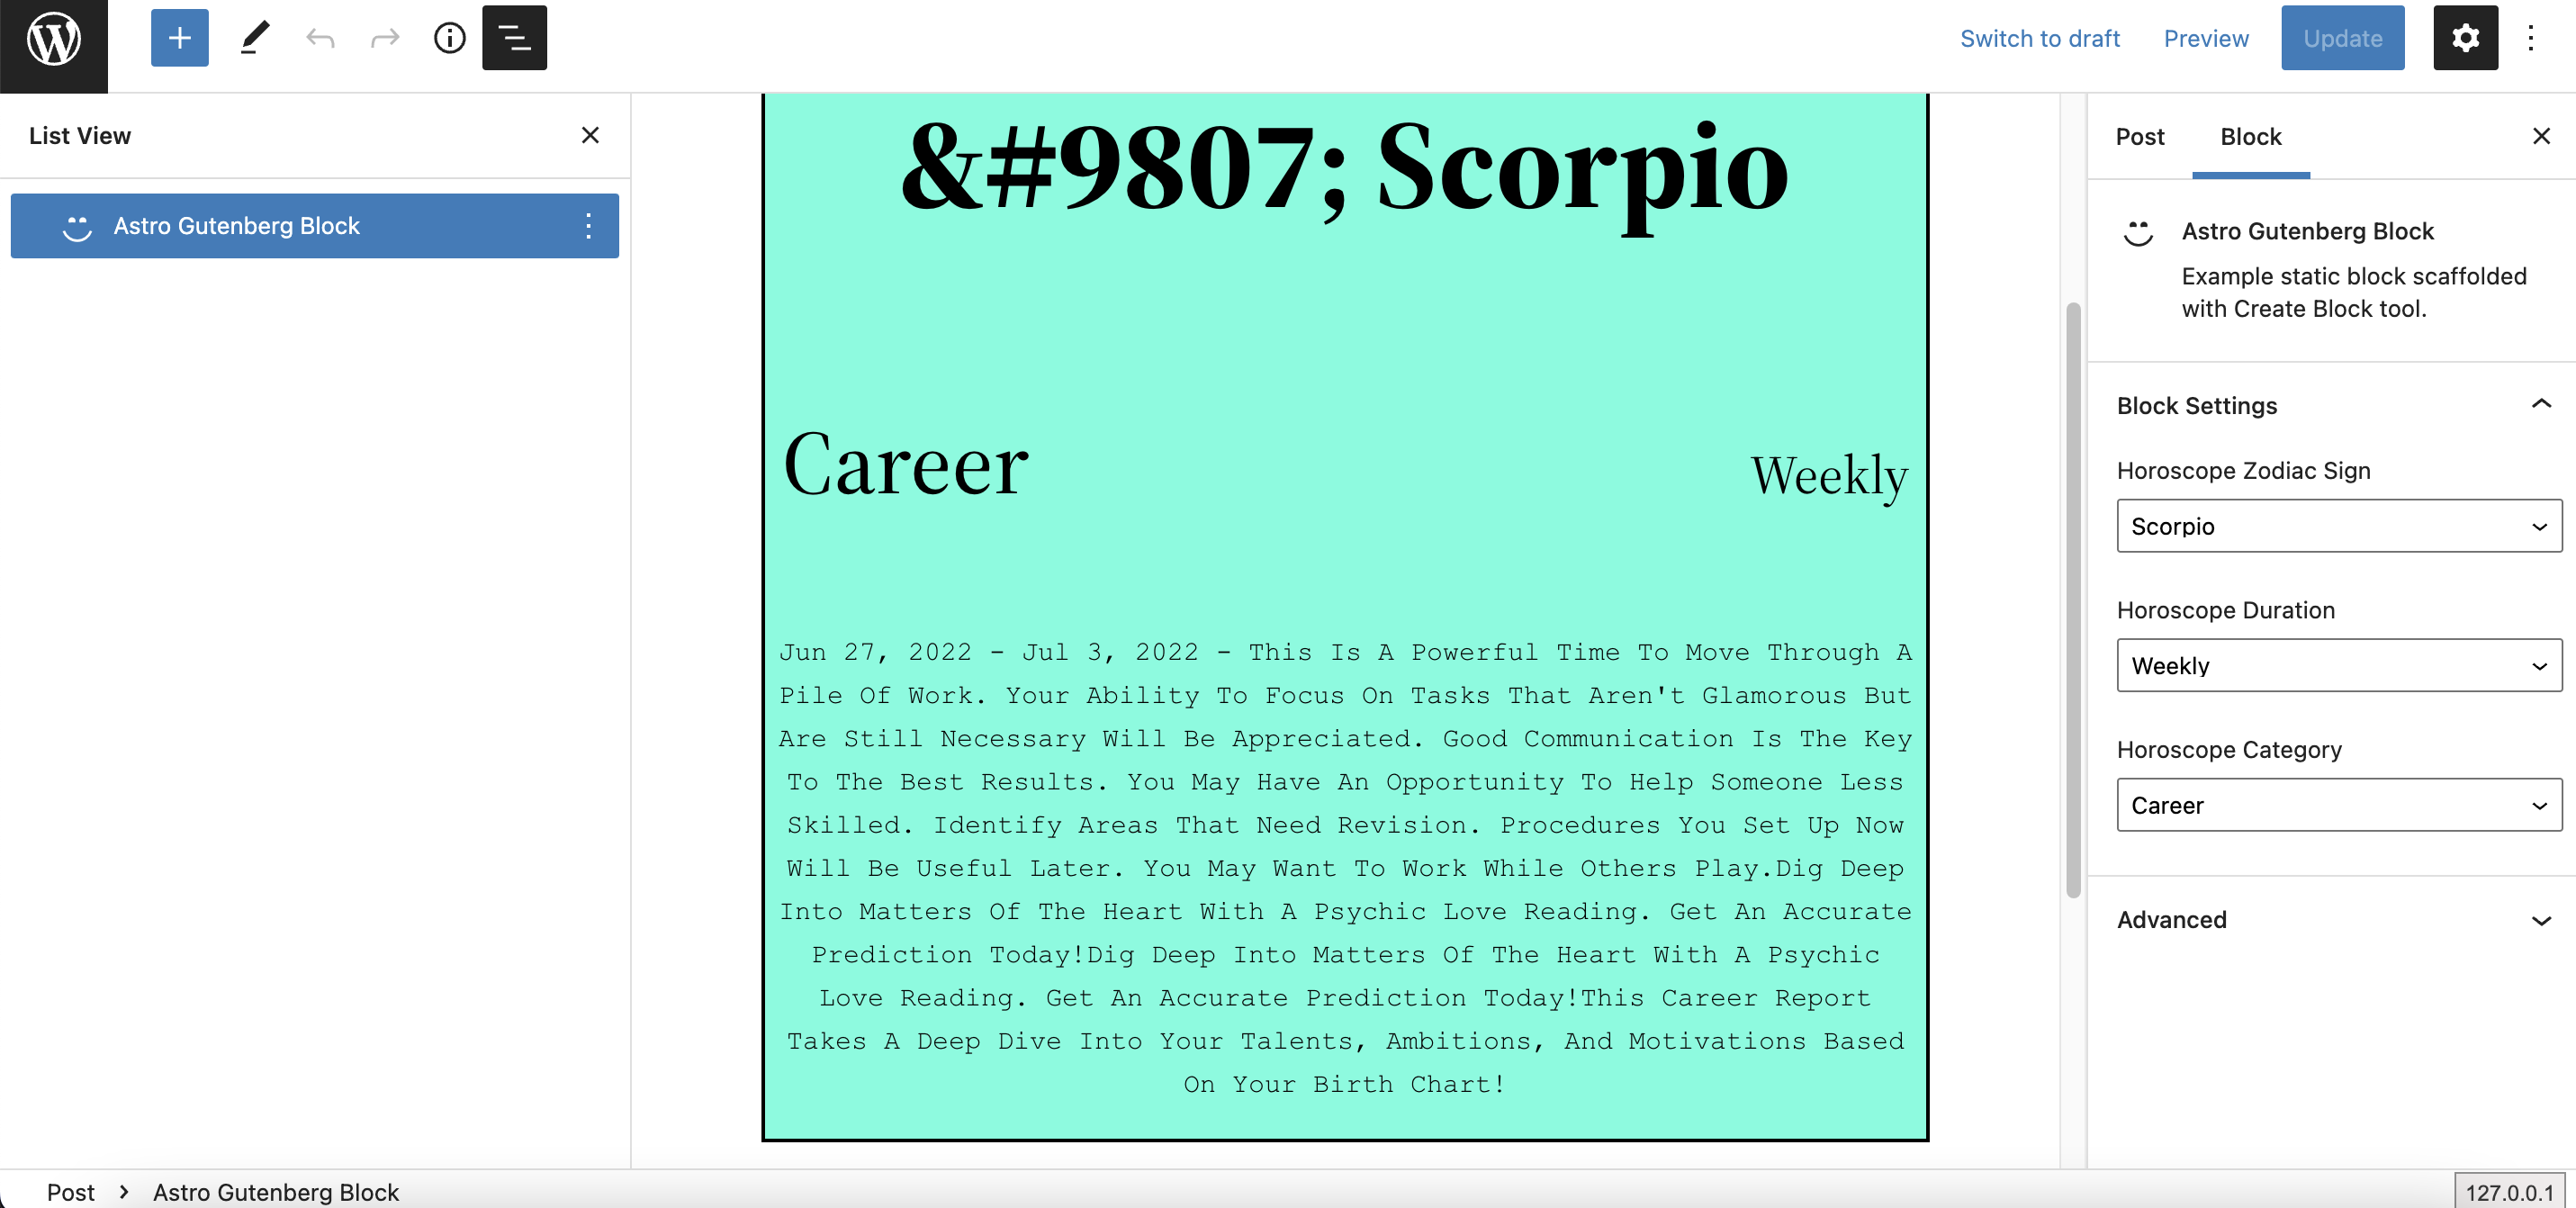 Switch to draft
Preview
Update
List View
Astro Gutenberg Block
&#9807; Scorpio
Career
Weekly
Jun 27, 2022 - Jul 3, 2022 - This Is A Powerful Time To Move Through A
Pile Of Work. Your Ability To Focus On Tasks That Aren't Glamorous But
Are Still Necessary Will Be Appreciated. Good Communication Is The Key
To The Best Results. You May Have An Opportunity To Help Someone Less
Skilled. Identify Areas That Need Revision. Procedures You Set Up Now
Will Be Useful Later. You May Want To Work While Others Play.Dig Deep
Into Matters Of The Heart With A Psychic Love Reading. Get An Accurate
Prediction Today!Dig Deep Into Matters Of The Heart With A Psychic
Love Reading. Get An Accurate Prediction Today!This Career Report
Takes A Deep Dive Into Your Talents, Ambitions, And Motivations Based
On Your Birth Chart!
Post
Block
Astro Gutenberg Block
Example static block scaffolded
with Create Block tool.
Block Settings
Horoscope Zodiac Sign
Scorpio
Horoscope Duration
Weekly
Horoscope Category
Career
Advanced
Post
Astro Gutenberg Block
127.0.0.1